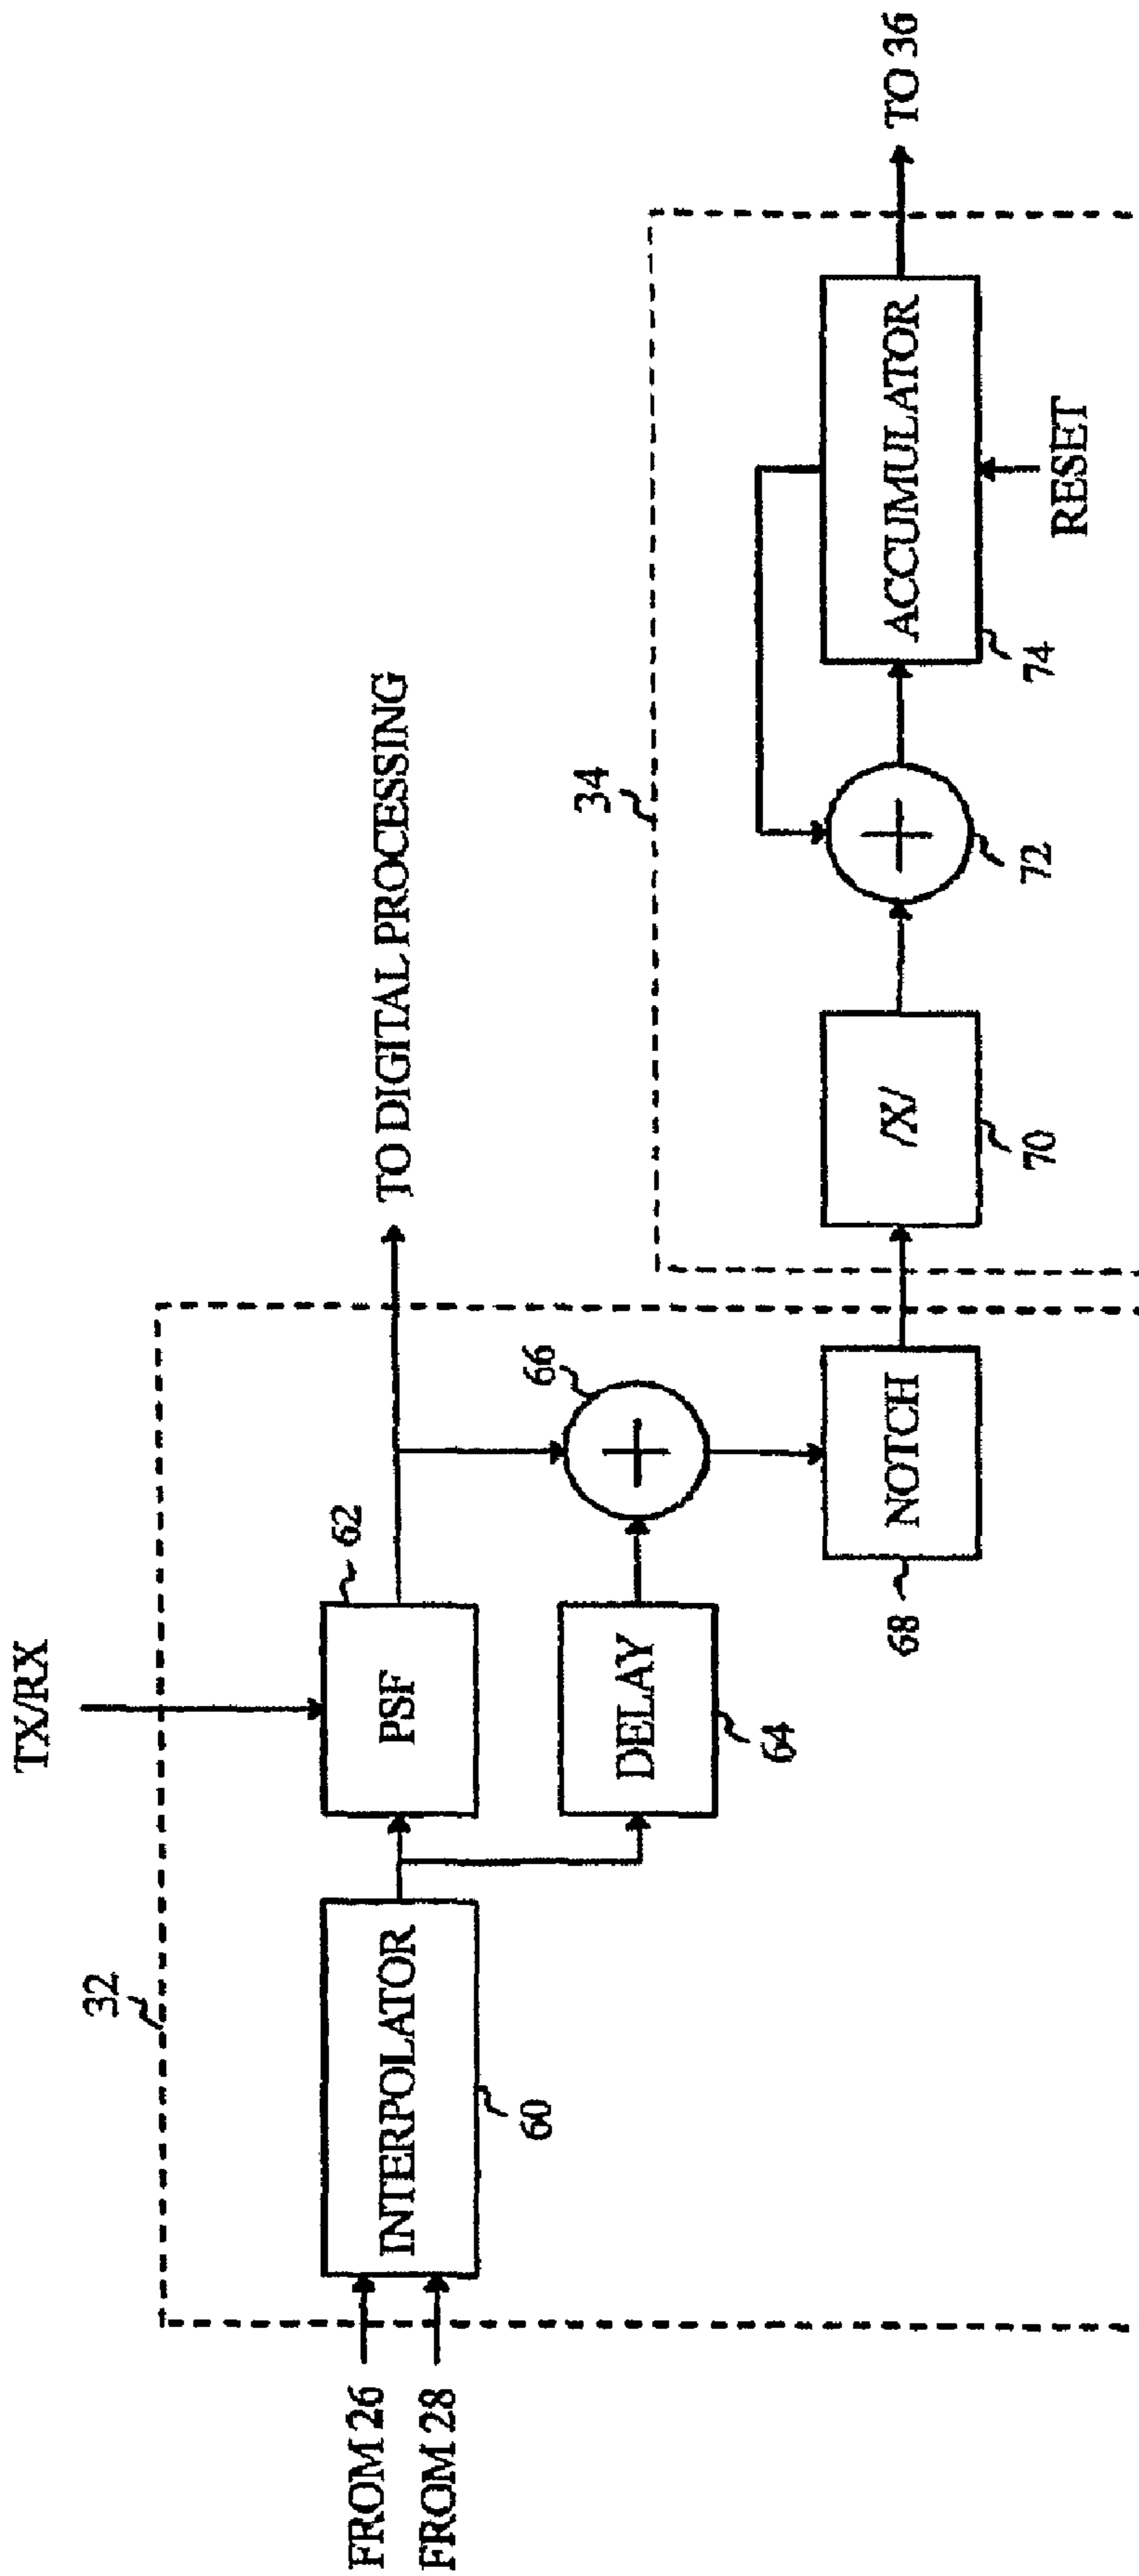 TX/RX
32
62
TO DIGITAL PROCESSING
FROM 26
FROM 28
INTERPOLATOR
PSF
60
66
DELAY
64
34
NOTCH
68
/X/
ACCUMULATOR
TO 36
70
72
74
RESET